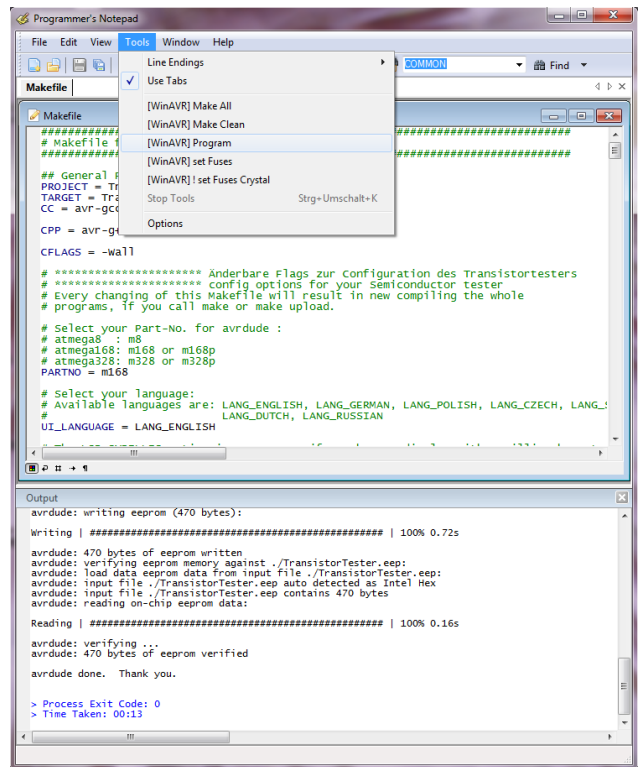 Programmer's Notepad
File Edit View Tools Window Help
COMMON Find
Makefile
Line Endings
Use Tabs
[WinAVR] Make All
[WinAVR] Make Clean
[WinAVR] Program
[WinAVR] set Fuses
[WinAVR] ! set Fuses Crystal
Stop Tools Strg+Umschalt+K
Options
Makefile
# Makefile
## General
PROJECT =
TARGET =
CC =
CPP =
CFLAGS = -Wall
# ********************** Änderbare Flags zur Configuration des Transistortesters
# ********************** config options for your Semiconductor tester
# Every changing of this Makefile will result in new compiling the whole
# programs, if you call make or make upload.
# Select your Part-No. for avrdude :
# atmega8 : m8
# atmega168: m168 or m168p
# atmega328: m328 or m328p
PARTNO = m168
# Select your language:
# Available languages are: LANG_ENGLISH, LANG_GERMAN, LANG_POLISH, LANG_CZECH,
# LANG_DUTCH, LANG_RUSSIAN
UI_LANGUAGE = LANG_ENGLISH
Output
avrdude: writing eeprom (470 bytes):
Writing | ################################################## | 100% 0.72s
avrdude: 470 bytes of eeprom written
avrdude: verifying eeprom memory against ./TransistorTester.eep:
avrdude: load data eeprom data from input file ./TransistorTester.eep:
avrdude: input file ./TransistorTester.eep auto detected as Intel Hex
avrdude: input file ./TransistorTester.eep contains 470 bytes
avrdude: reading on-chip eeprom data:
Reading | ################################################## | 100% 0.16s
avrdude: verifying ...
avrdude: 470 bytes of eeprom verified
avrdude done. Thank you.
> Process Exit Code: 0
> Time Taken: 00:13